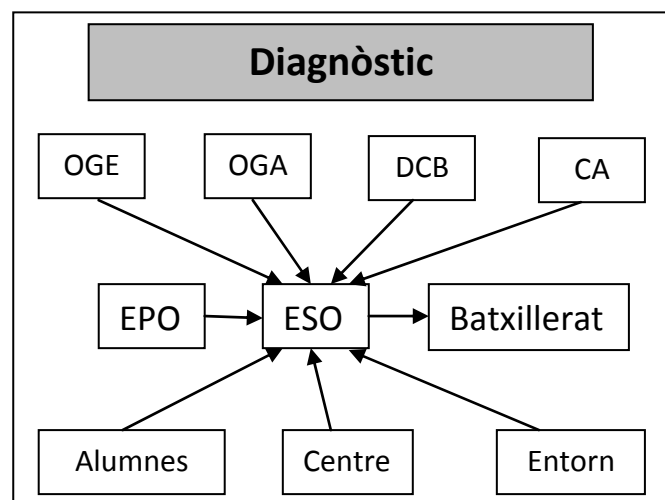 Diagnòstic
OGE
OGA
DCB
CA
EPO
ESO
Batxillerat
Alumnes
Centre
Entorn